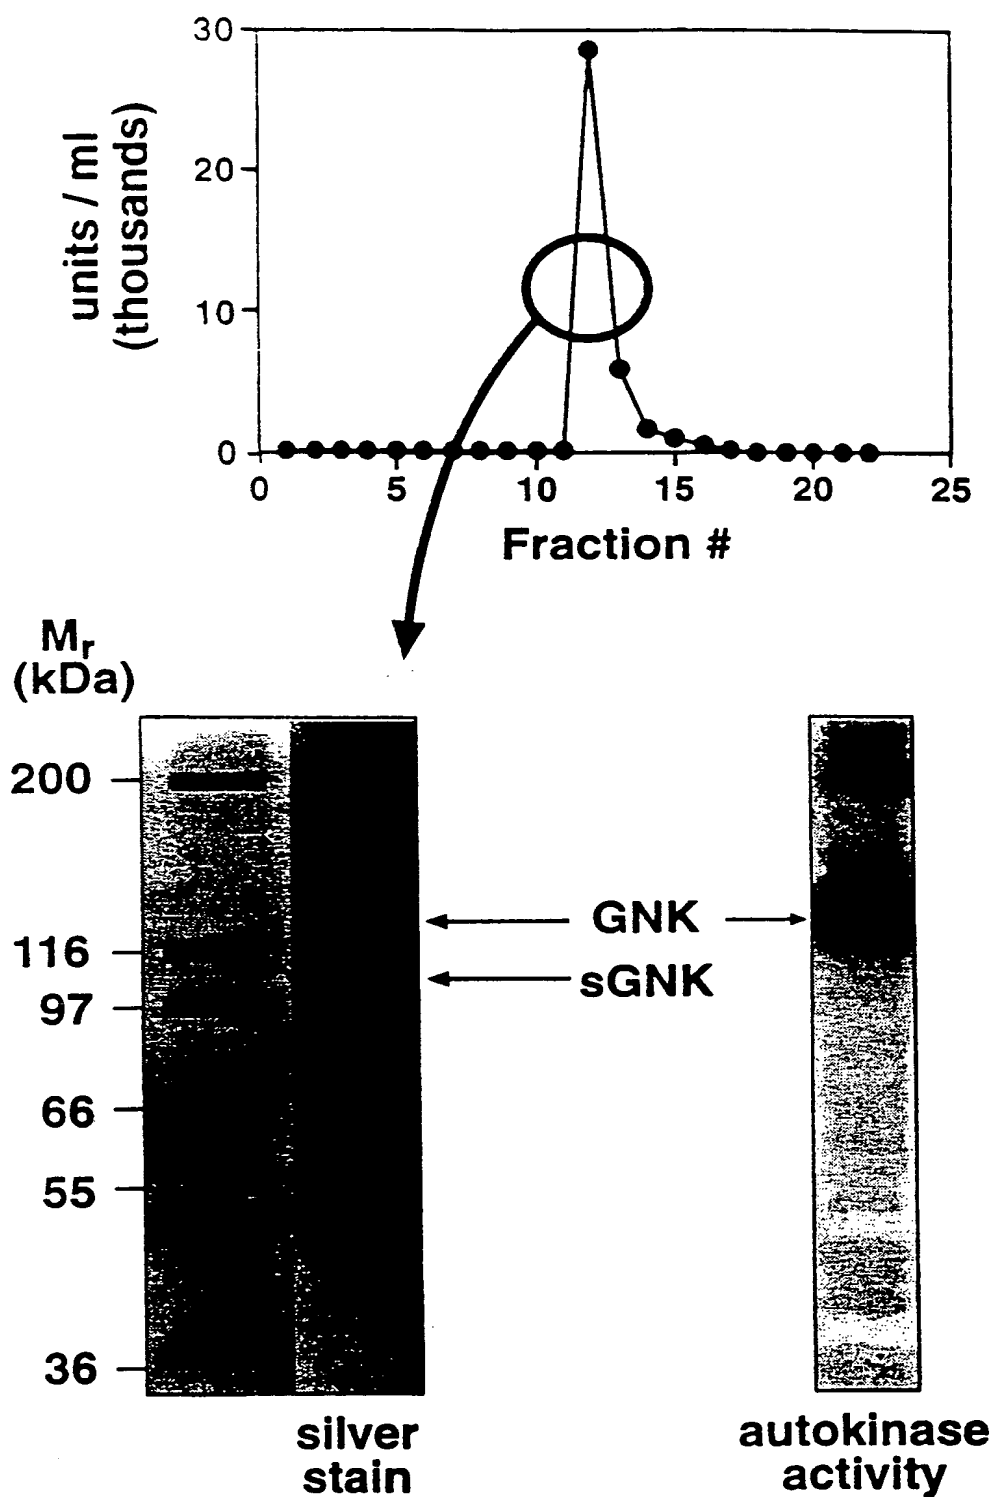 30
20
10
0
units / ml
(thousands)
0 5 10 15 20 25
Fraction #
Mr
(kDa)
200
116
97
66
55
36
GNK
sGNK
silver
stain
autokinase
activity